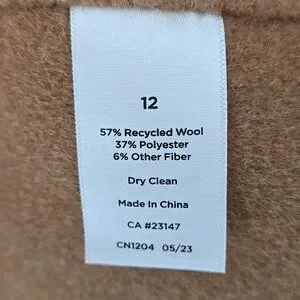 12
57% Recycled Wool
37% Polyester
6% Other Fiber
Dry Clean
Made In China
CA #23147
CN1204 05/23